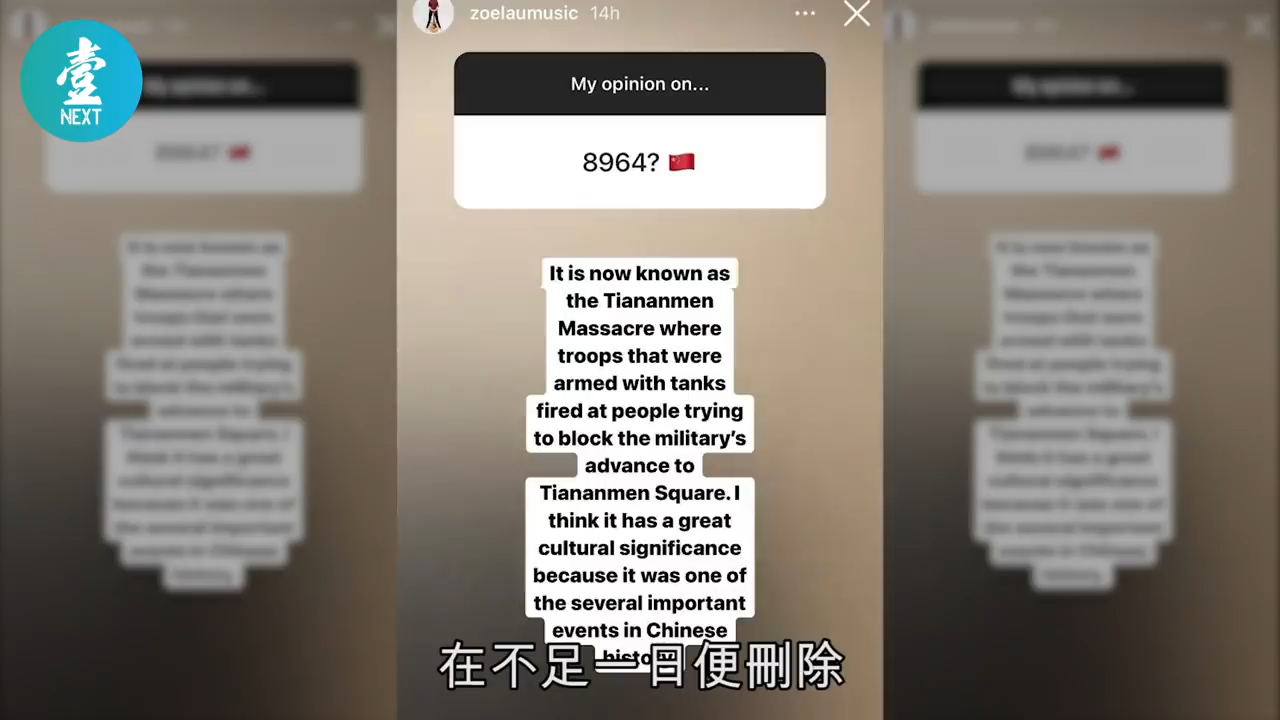 壹
NEXT
zoelaumusic 14h
My opinion on...
8964? 🇨🇳
It is now known as
the Tiananmen
Massacre where
troops that were
armed with tanks
fired at people trying
to block the military's
advance to
Tiananmen Square. I
think it has a great
cultural significance
because it was one of
the several important
events in Chinese
在不足一日便刪除